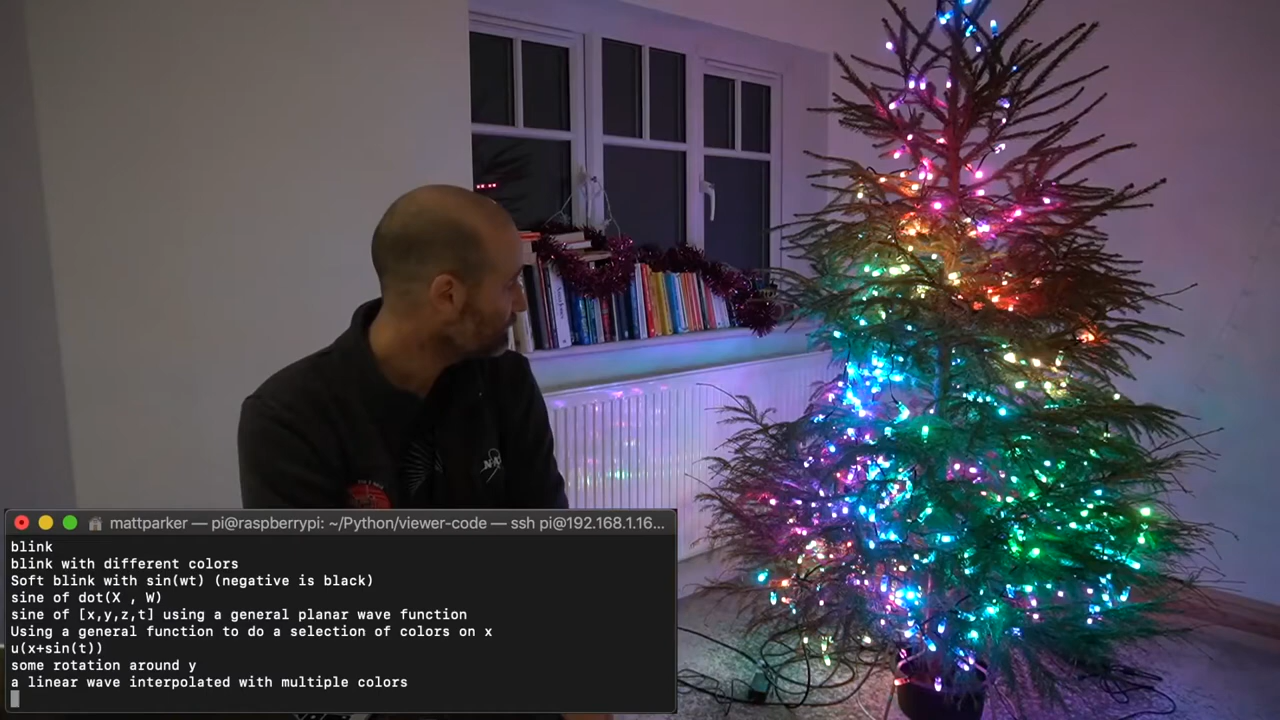 mattparker — pi@raspberrypi: ~/Python/viewer-code — ssh pi@192.168.1.16...
blink
blink with different colors
Soft blink with sin(wt) (negative is black)
sine of dot(X , W)
sine of [x,y,z,t] using a general planar wave function
Using a general function to do a selection of colors on x
u(x+sin(t))
some rotation around y
a linear wave interpolated with multiple colors